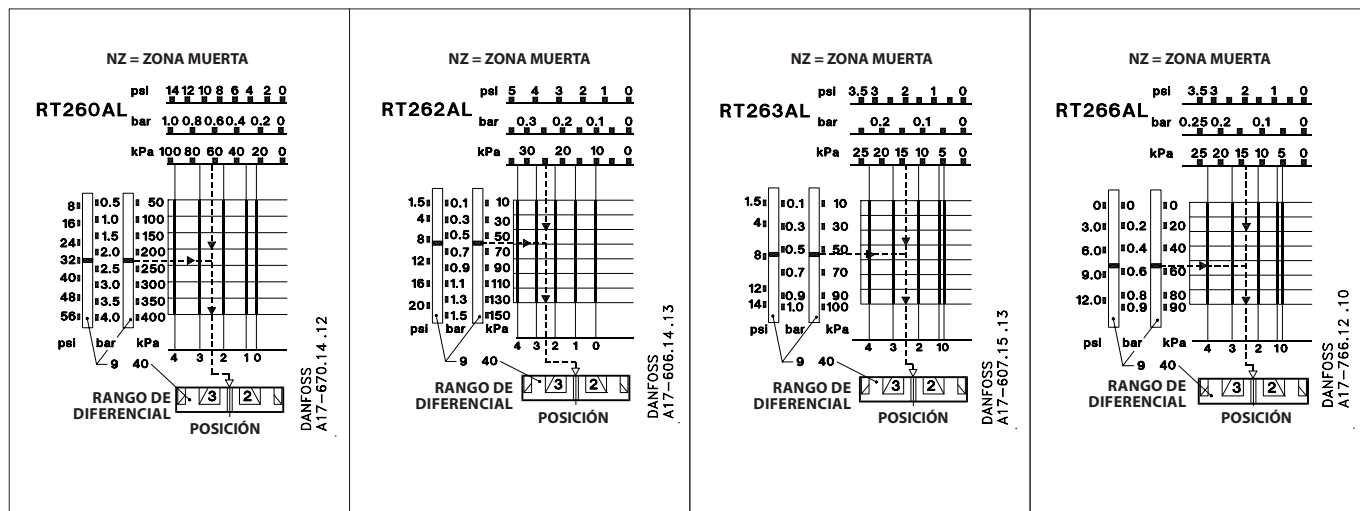 NZ = ZONA MUERTA
RT260AL
psi 14 12 10 8 6 4 2 0
bar 1.0 0.8 0.6 0.4 0.2 0
kPa 100 80 60 40 20 0
8 0.5 50
16 1.0 100
24 1.5 150
32 2.0 200
40 2.5 250
48 3.0 300
56 3.5 350
4.0 400
psi bar kPa
4 3 2 1 0
9 40
RANGO DE DIFERENCIAL
3 2
POSICIÓN
DANFOSS
A17-670.14.12
NZ = ZONA MUERTA
RT262AL
psi 5 4 3 2 1 0
bar 0.3 0.2 0.1 0
kPa 30 20 10 0
1.5 0.1 10
4 0.3 30
8 0.5 50
0.7 70
12 0.9 90
16 1.1 110
20 1.3 130
1.5 150
psi bar kPa
4 3 2 1 0
9 40
RANGO DE DIFERENCIAL
3 2
POSICIÓN
DANFOSS
A17-606.14.13
NZ = ZONA MUERTA
RT263AL
psi 3.5 3 2 1 0
bar 0.2 0.1 0
kPa 25 20 15 10 5 0
1.5 0.1 10
4 0.3 30
8 0.5 50
0.7 70
12 0.9 90
14 1.0 100
psi bar kPa
4 3 2 1 0
9 40
RANGO DE DIFERENCIAL
3 2
POSICIÓN
DANFOSS
A17-607.15.13
NZ = ZONA MUERTA
RT266AL
psi 3.5 3 2 1 0
bar 0.25 0.2 0.1 0
kPa 25 20 15 10 5 0
0 0 0
3.0 0.2 20
6.0 0.4 40
9.0 0.6 60
12.0 0.8 80
0.9 90
psi bar kPa
4 3 2 1 0
9 40
RANGO DE DIFERENCIAL
3 2
POSICIÓN
DANFOSS
A17-766.12.10